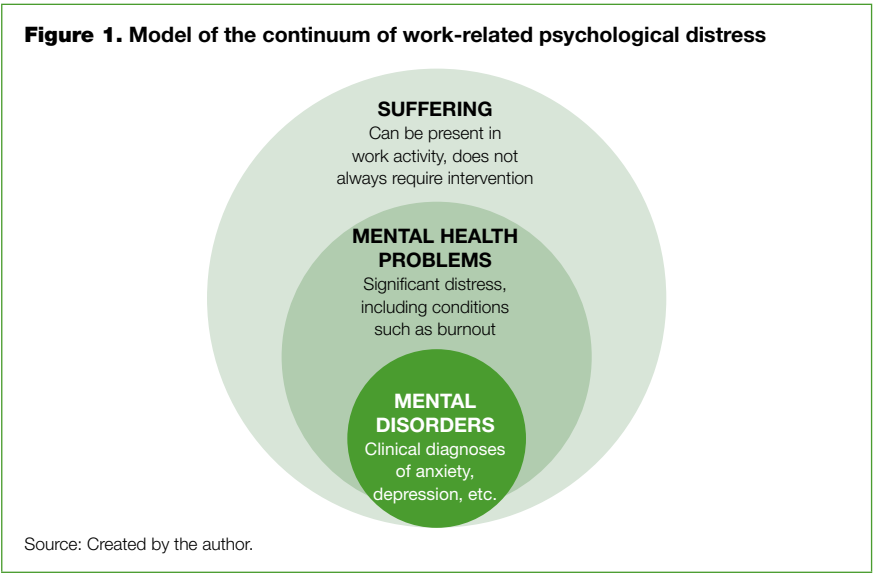 Figure 1. Model of the continuum of work-related psychological distress
SUFFERING
Can be present in
work activity, does not
always require intervention
MENTAL HEALTH
PROBLEMS
Significant distress,
including conditions
such as burnout
MENTAL
DISORDERS
Clinical diagnoses
of anxiety,
depression, etc.
Source: Created by the author.